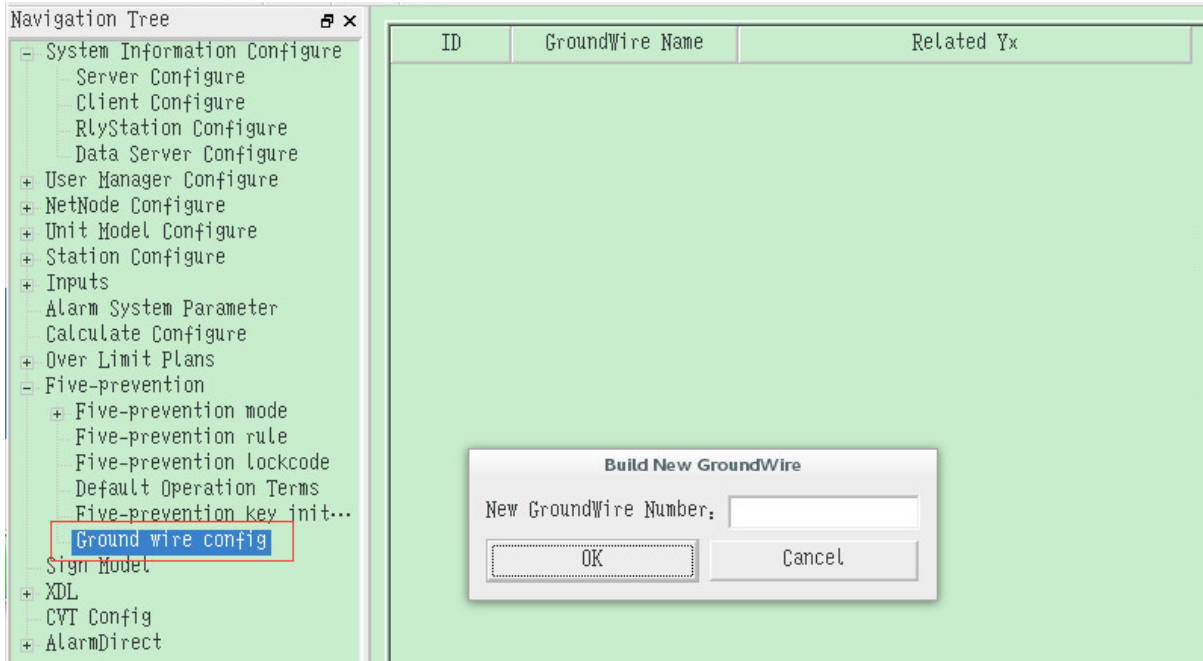 Navigation Tree
System Information Configure
Server Configure
Client Configure
RlyStation Configure
Data Server Configure
User Manager Configure
NetNode Configure
Unit Model Configure
Station Configure
Inputs
Alarm System Parameter
Calculate Configure
Over Limit Plans
Five-prevention
Five-prevention mode
Five-prevention rule
Five-prevention lockcode
Default Operation Terms
Five-prevention key init···
Ground wire config
Sign Model
XDL
CVT Config
AlarmDirect
ID GroundWire Name Related Yx
Build New GroundWire
New GroundWire Number:
OK Cancel